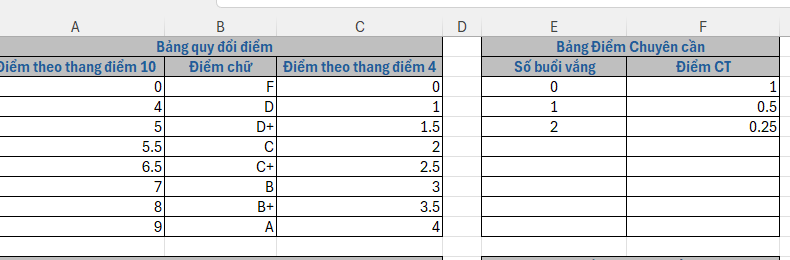 A B C D E F
Bảng quy đổi điểm Bảng Điểm Chuyên cần
Điểm theo thang điểm 10 Điểm chữ Điểm theo thang điểm 4 Số buổi vắng Điểm CT
0 F 0 0 1
4 D 1 1 0.5
5 D+ 1.5 2 0.25
5.5 C 2
6.5 C+ 2.5
7 B 3
8 B+ 3.5
9 A 4